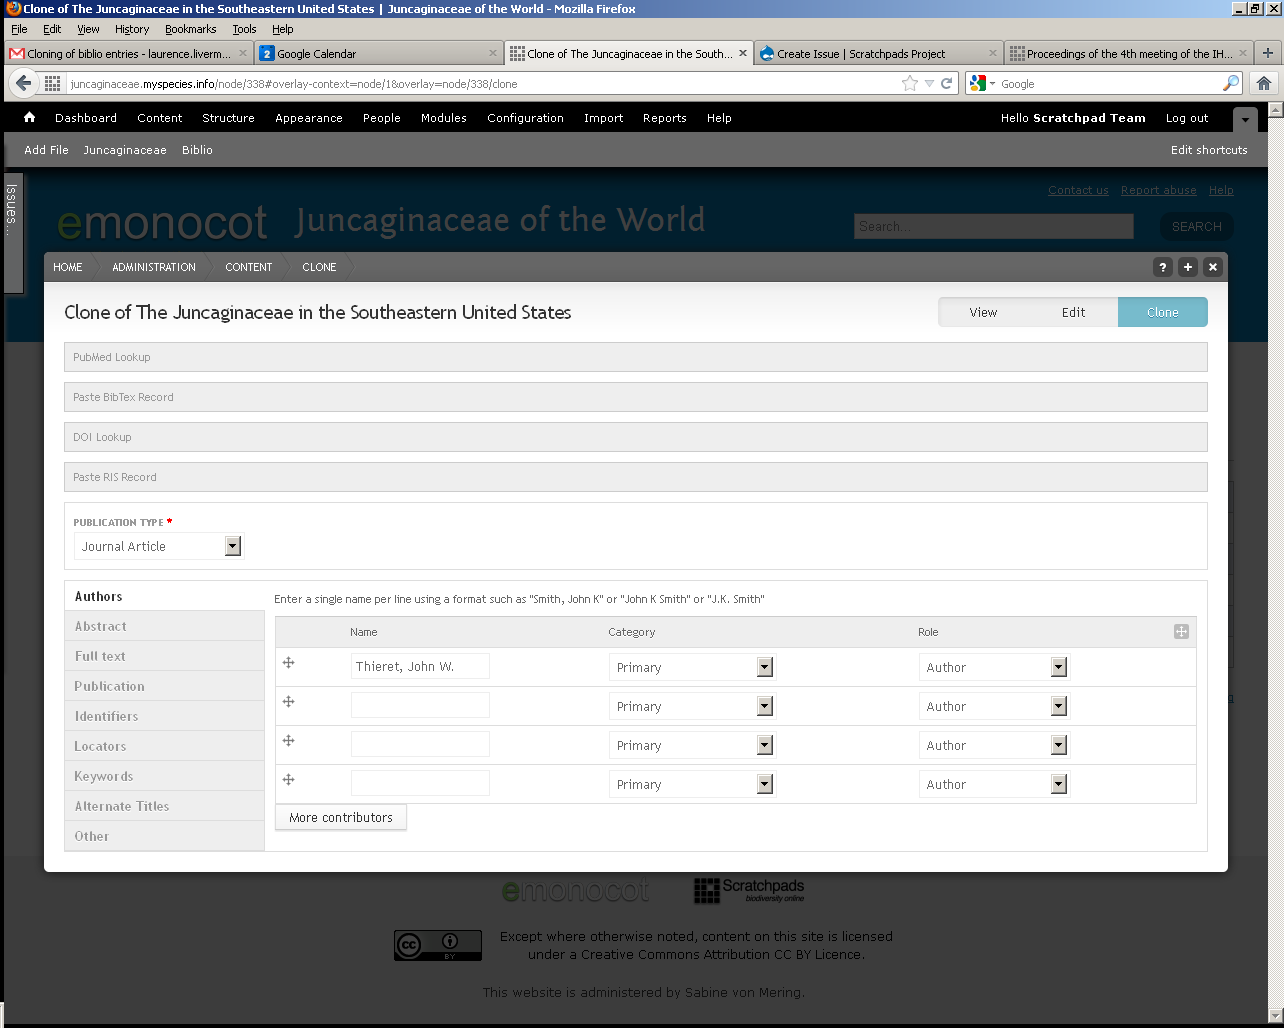 Clone of The Juncaginaceae in the Southeastern United States | Juncaginaceae of the World - Mozilla Firefox
File Edit View History Bookmarks Tools Help
Cloning of biblio entries - laurence.liverm... 2 Google Calendar Clone of The Juncaginaceae in the South... Create Issue | Scratchpads Project Proceedings of the 4th meeting of the IH...
juncaginaceae.myspecies.info/node/338#overlay-context=node/1&overlay=node/338/clone Google
Dashboard Content Structure Appearance People Modules Configuration Import Reports Help Hello Scratchpad Team Log out
Add File Juncaginaceae Biblio Edit shortcuts
Issues...
Contact us Report abuse Help
emonocot Juncaginaceae of the World
Search... SEARCH
HOME ADMINISTRATION CONTENT CLONE ? + ×
Clone of The Juncaginaceae in the Southeastern United States View Edit Clone
PubMed Lookup
Paste BibTex Record
DOI Lookup
Paste RIS Record
PUBLICATION TYPE *
Journal Article
Authors
Abstract
Full text
Publication
Identifiers
Locators
Keywords
Alternate Titles
Other
Enter a single name per line using a format such as "Smith, John K" or "John K Smith" or "J.K. Smith"
Name Category Role
Thieret, John W. Primary Author
Primary Author
Primary Author
Primary Author
More contributors
emonocot Scratchpads
biodiversity online
cc BY
Except where otherwise noted, content on this site is licensed
under a Creative Commons Attribution CC BY Licence.
This website is administered by Sabine von Mering.